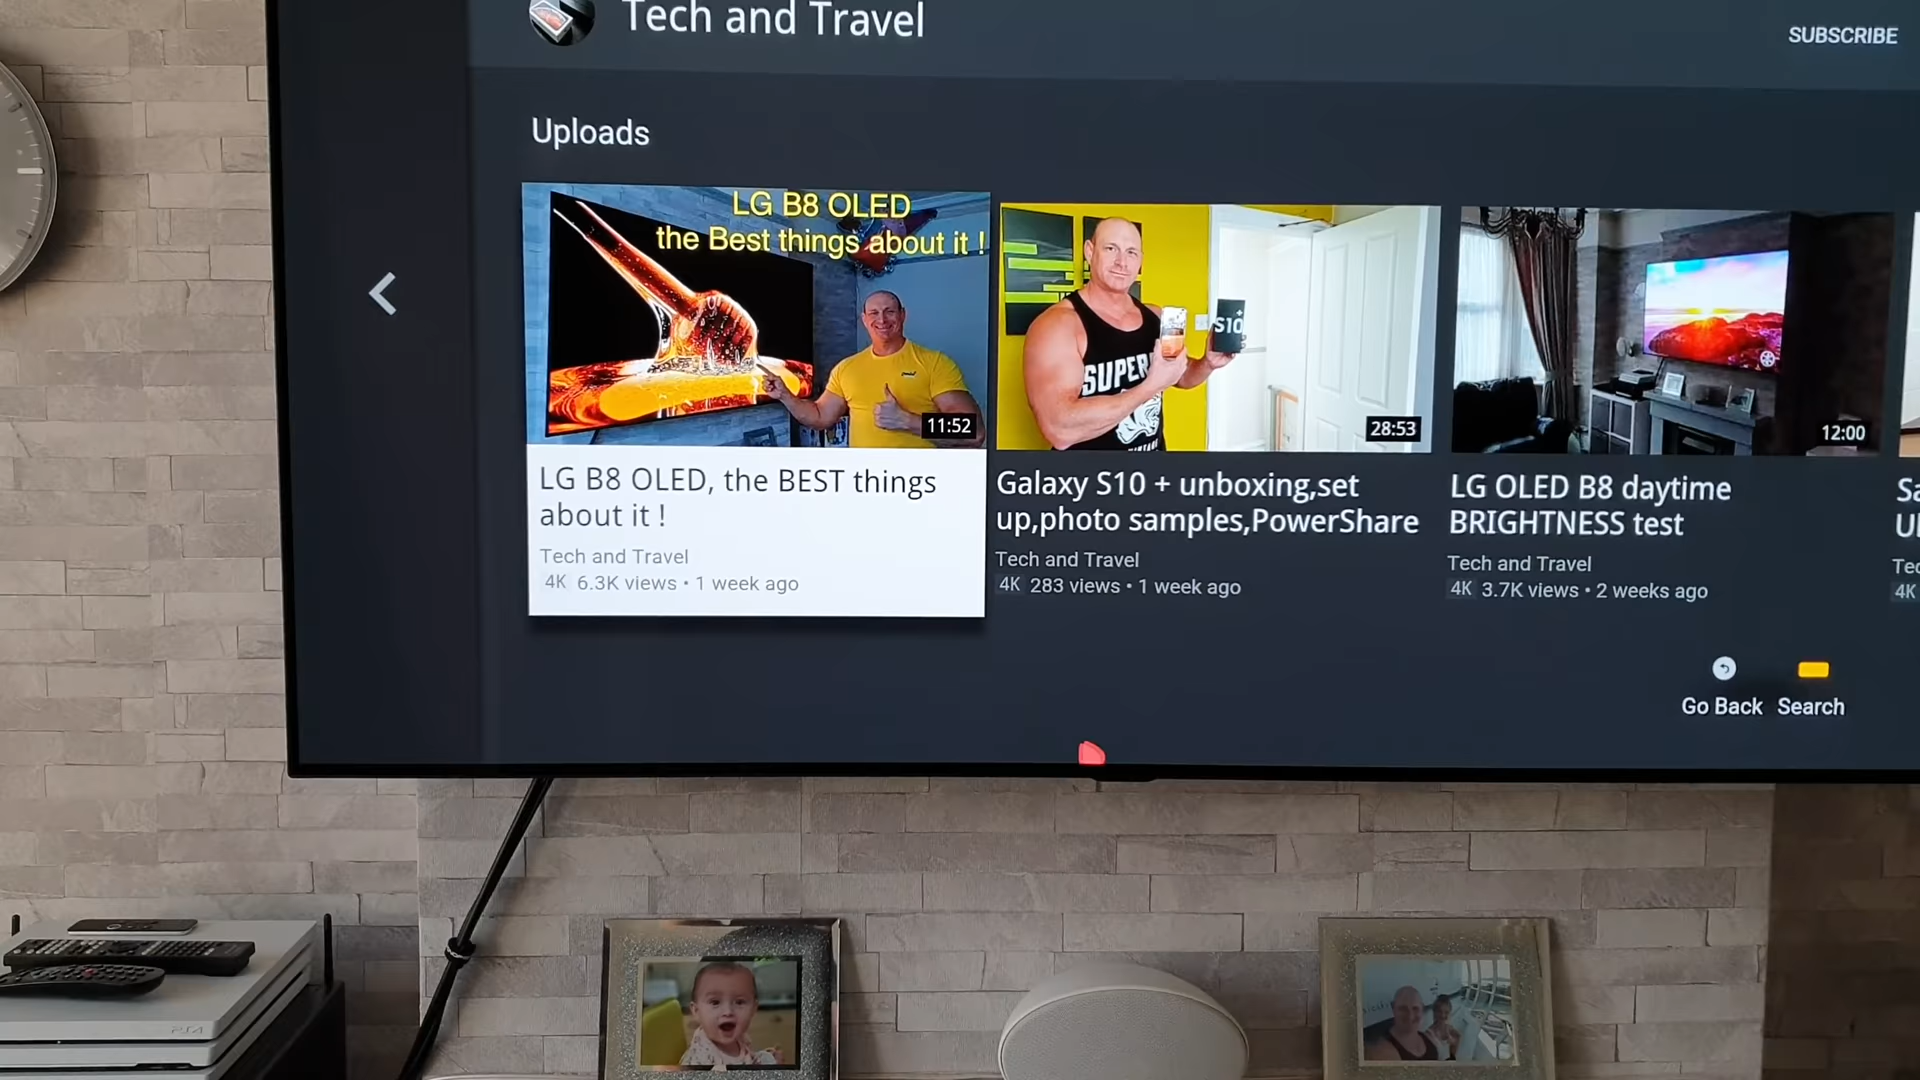 Tech and Travel
SUBSCRIBE
Uploads
LG B8 OLED
the Best things about it !
11:52
LG B8 OLED, the BEST things
about it !
Tech and Travel
4K 6.3K views • 1 week ago
SUPER
S10
+
28:53
Galaxy S10 + unboxing,set
up,photo samples,PowerShare
Tech and Travel
4K 283 views • 1 week ago
12:00
LG OLED B8 daytime
BRIGHTNESS test
Tech and Travel
4K 3.7K views • 2 weeks ago
4K
Go Back
Search
PS4